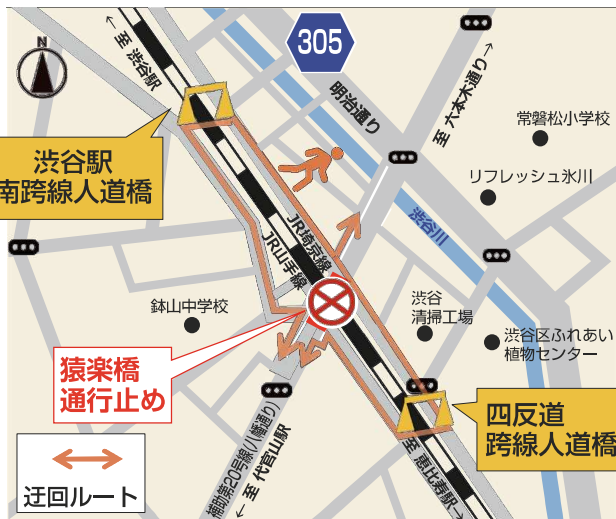 N
← 至 渋谷駅
305
明治通り
至 六本木通り →
常磐松小学校
リフレッシュ氷川
渋谷駅
南跨線人道橋
渋谷川
JR埼京線
JR山手線
鉢山中学校
渋谷
清掃工場
渋谷区ふれあい
植物センター
猿楽橋
通行止め
四反道
跨線人道橋
補助第20号線(八幡通り)
← 至 代官山駅
至 恵比寿駅 →
迂回ルート